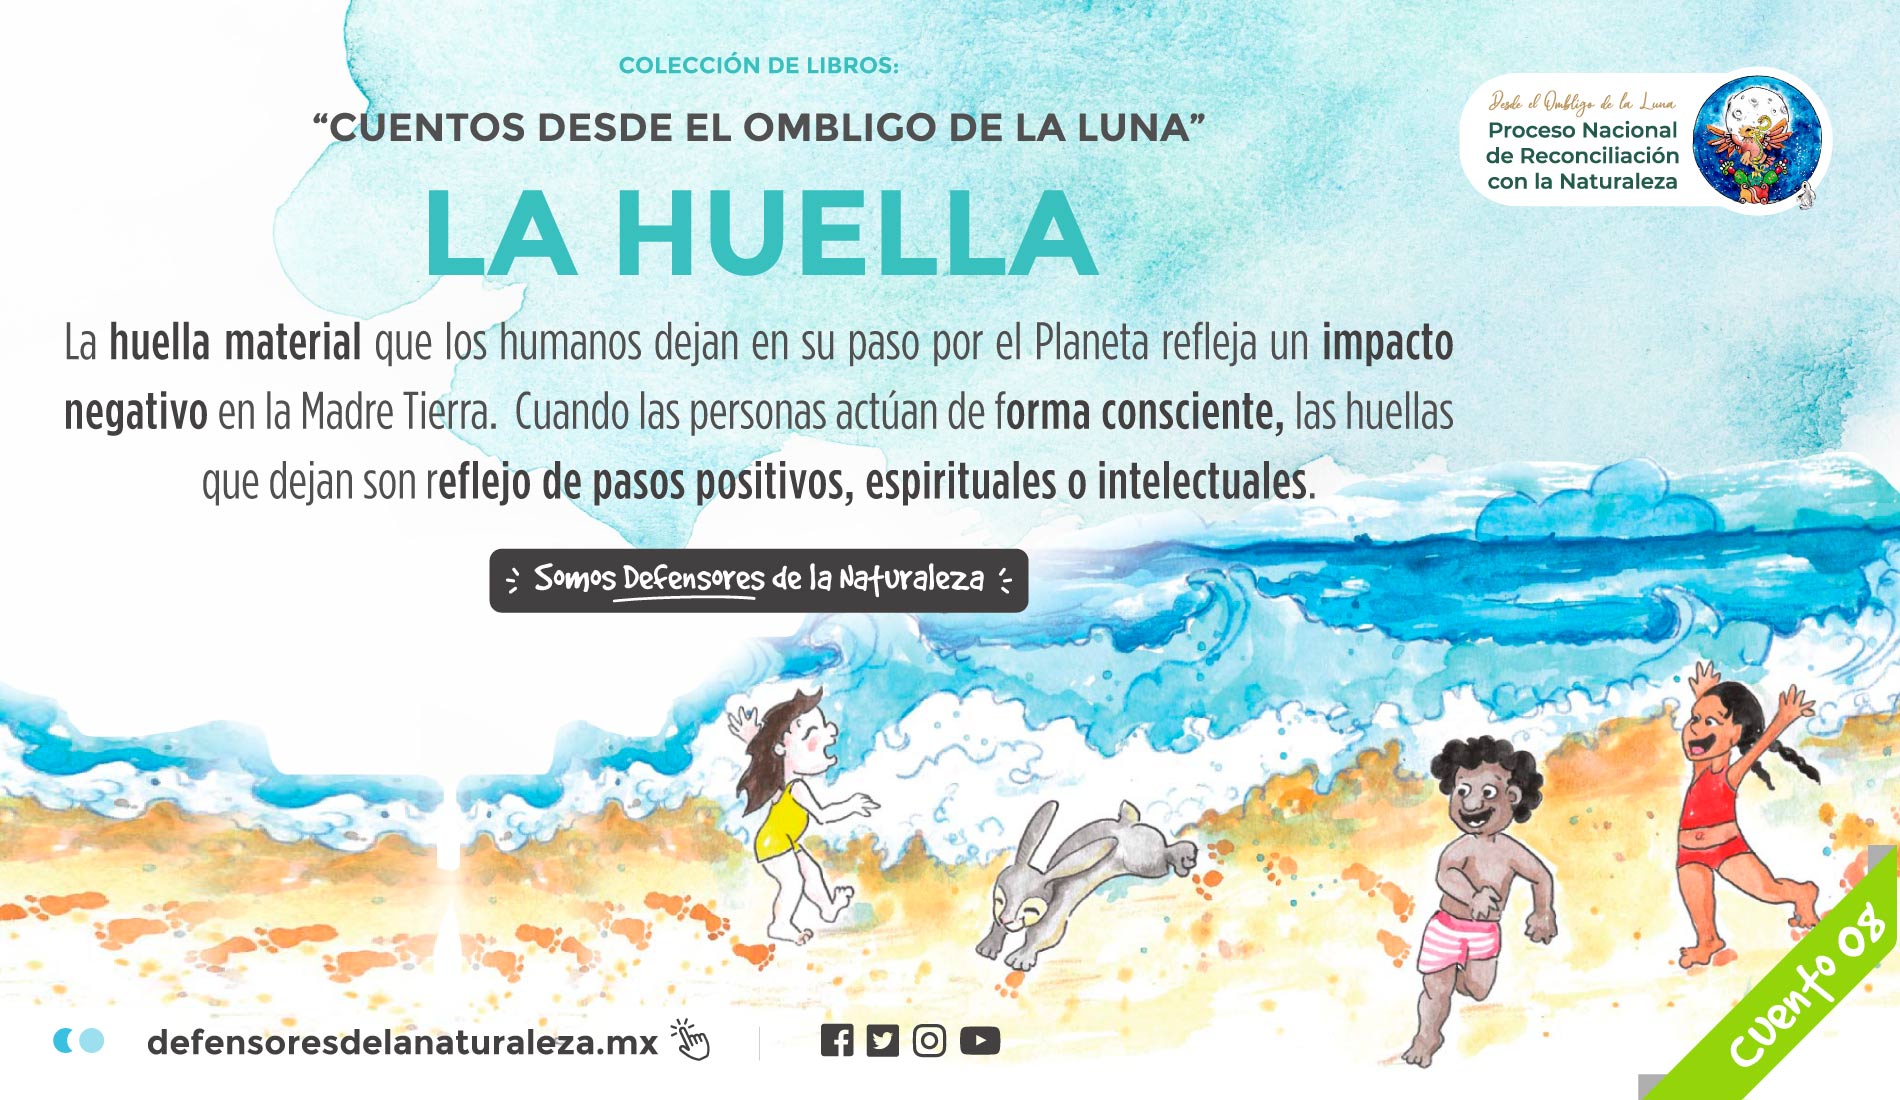 COLECCIÓN DE LIBROS:
“CUENTOS DESDE EL OMBLIGO DE LA LUNA”
LA HUELLA
Desde el Ombligo de la Luna
Proceso Nacional
de Reconciliación
con la Naturaleza
La huella material que los humanos dejan en su paso por el Planeta refleja un impacto
negativo en la Madre Tierra. Cuando las personas actúan de forma consciente, las huellas
que dejan son reflejo de pasos positivos, espirituales o intelectuales.
Somos Defensores de la Naturaleza
defensoresdelanaturaleza.mx
Cuento 08